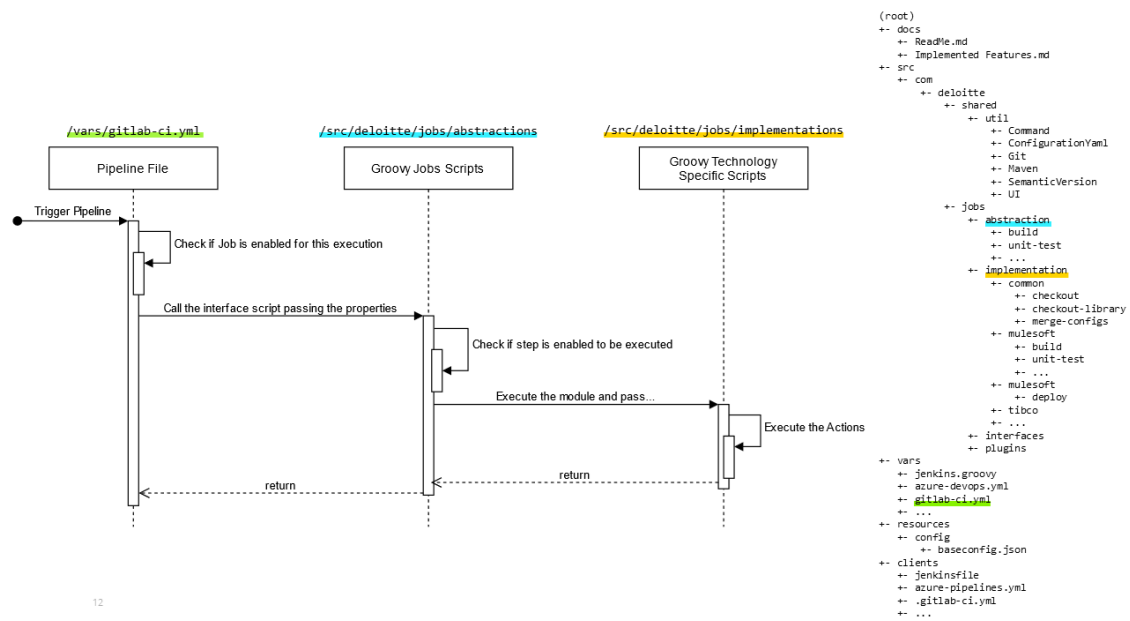 /vars/gitlab-ci.yml
/src/deloitte/jobs/abstractions
/src/deloitte/jobs/implementations
Pipeline File
Groovy Jobs Scripts
Groovy Technology
Specific Scripts
Trigger Pipeline
Check if Job is enabled for this execution
Call the interface script passing the properties
Check if step is enabled to be executed
Execute the module and pass...
Execute the Actions
return
return
12
(root)
+- docs
+- ReadMe.md
+- Implemented Features.md
+- src
+- com
+- deloitte
+- shared
+- util
+- Command
+- ConfigurationYaml
+- Git
+- Maven
+- SemanticVersion
+- UI
+- jobs
+- abstraction
+- build
+- unit-test
+- ...
+- implementation
+- common
+- checkout
+- checkout-library
+- merge-configs
+- mulesoft
+- build
+- unit-test
+- ...
+- mulesoft
+- deploy
+- tibco
+- ...
+- interfaces
+- plugins
+- vars
+- jenkins.groovy
+- azure-devops.yml
+- gitlab-ci.yml
+- ...
+- resources
+- config
+- baseconfig.json
+- clients
+- jenkinsfile
+- azure-pipelines.yml
+- .gitlab-ci.yml
+- ...